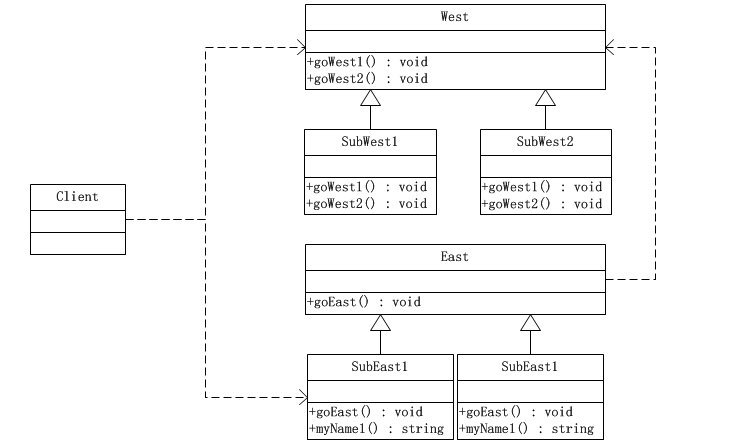 West
+goWest1() : void
+goWest2() : void
SubWest1
+goWest1() : void
+goWest2() : void
SubWest2
+goWest1() : void
+goWest2() : void
Client
East
+goEast() : void
SubEast1
+goEast() : void
+myName1() : string
SubEast1
+goEast() : void
+myName1() : string